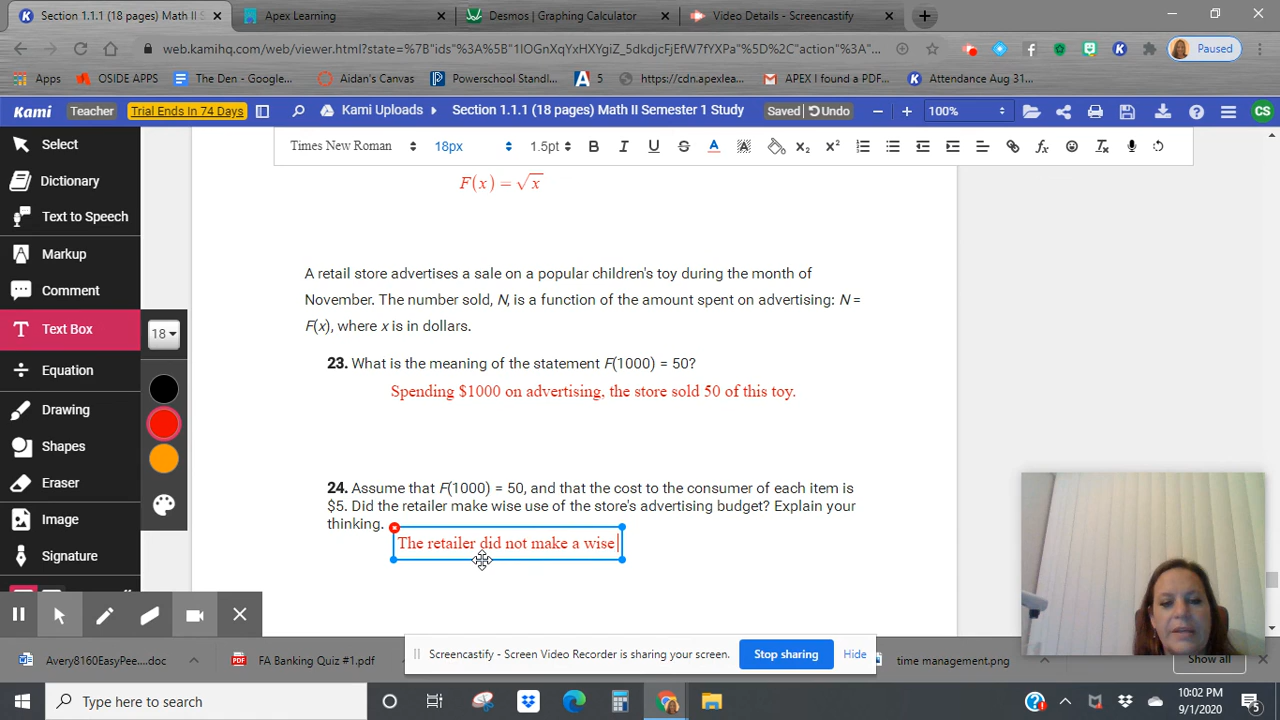 Section 1.1.1 (18 pages) Math II
Apex Learning
Desmos | Graphing Calculator
Video Details - Screencastify
web.kamihq.com/web/viewer.html?state=%7B"ids"%3A%5B"1IOGnXqYxHXYgiZ_5dkdjcFjEfW7fYXPa"%5D%2C"action"%3A"...
Paused
Apps
OSIDE APPS
The Den - Google...
Aidan's Canvas
Powerschool Standl...
5
https://cdn.apexlea...
APEX I found a PDF...
Attendance Aug 31...
Kami
Teacher
Trial Ends In 74 Days
Kami Uploads
Section 1.1.1 (18 pages) Math II Semester 1 Study
Saved
Undo
100%
CS
Times New Roman
18px
1.5pt
Select
Dictionary
Text to Speech
Markup
Comment
Text Box
18
Equation
Drawing
Shapes
Eraser
Image
Signature
F(x) = √x
A retail store advertises a sale on a popular children's toy during the month of
November. The number sold, N, is a function of the amount spent on advertising: N =
F(x), where x is in dollars.
23. What is the meaning of the statement F(1000) = 50?
Spending $1000 on advertising, the store sold 50 of this toy.
24. Assume that F(1000) = 50, and that the cost to the consumer of each item is
$5. Did the retailer make wise use of the store's advertising budget? Explain your
thinking.
The retailer did not make a wise
Screencastify - Screen Video Recorder is sharing your screen.
Stop sharing
Hide
Avery8160EasyPee....doc
FA Banking Quiz #1.pdf
time management.png
Show all
Type here to search
10:02 PM
9/1/2020
5